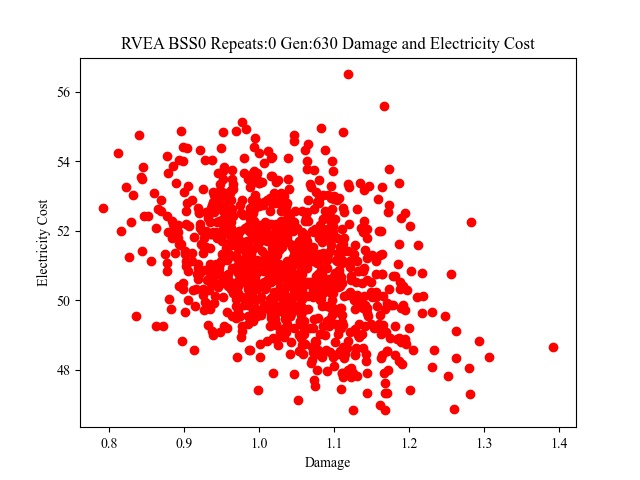 RVEA BSS0 Repeats:0 Gen:630 Damage and Electricity Cost
56
54
52
50
48
Electricity Cost
0.8 0.9 1.0 1.1 1.2 1.3 1.4
Damage